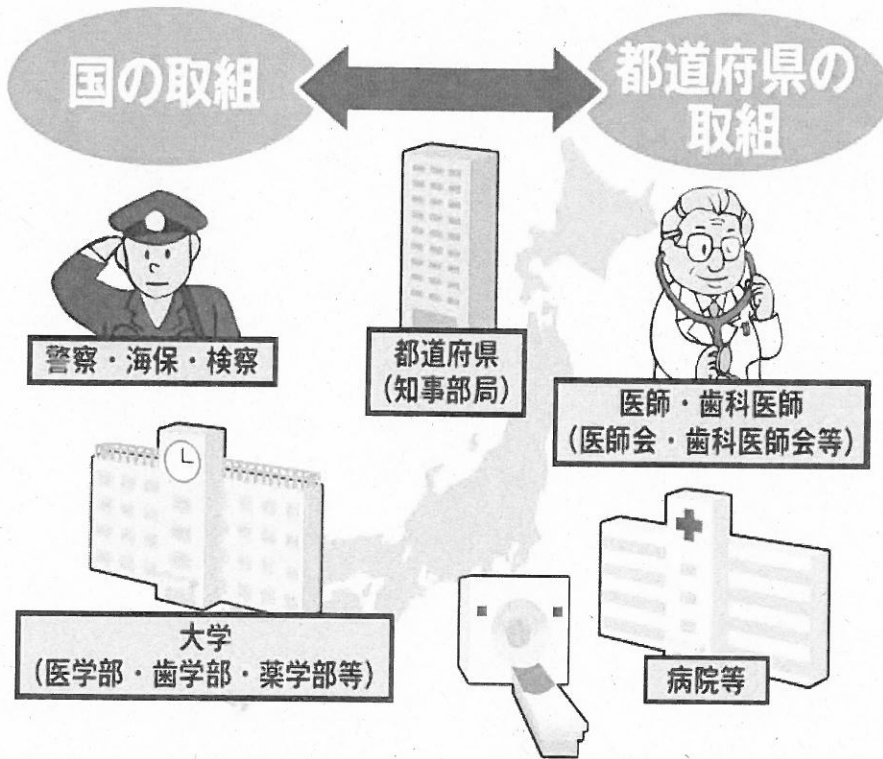 国の取組
都道府県の
取組
警察・海保・検察
都道府県
(知事部局)
医師・歯科医師
(医師会・歯科医師会等)
大学
(医学部・歯学部・薬学部等)
病院等